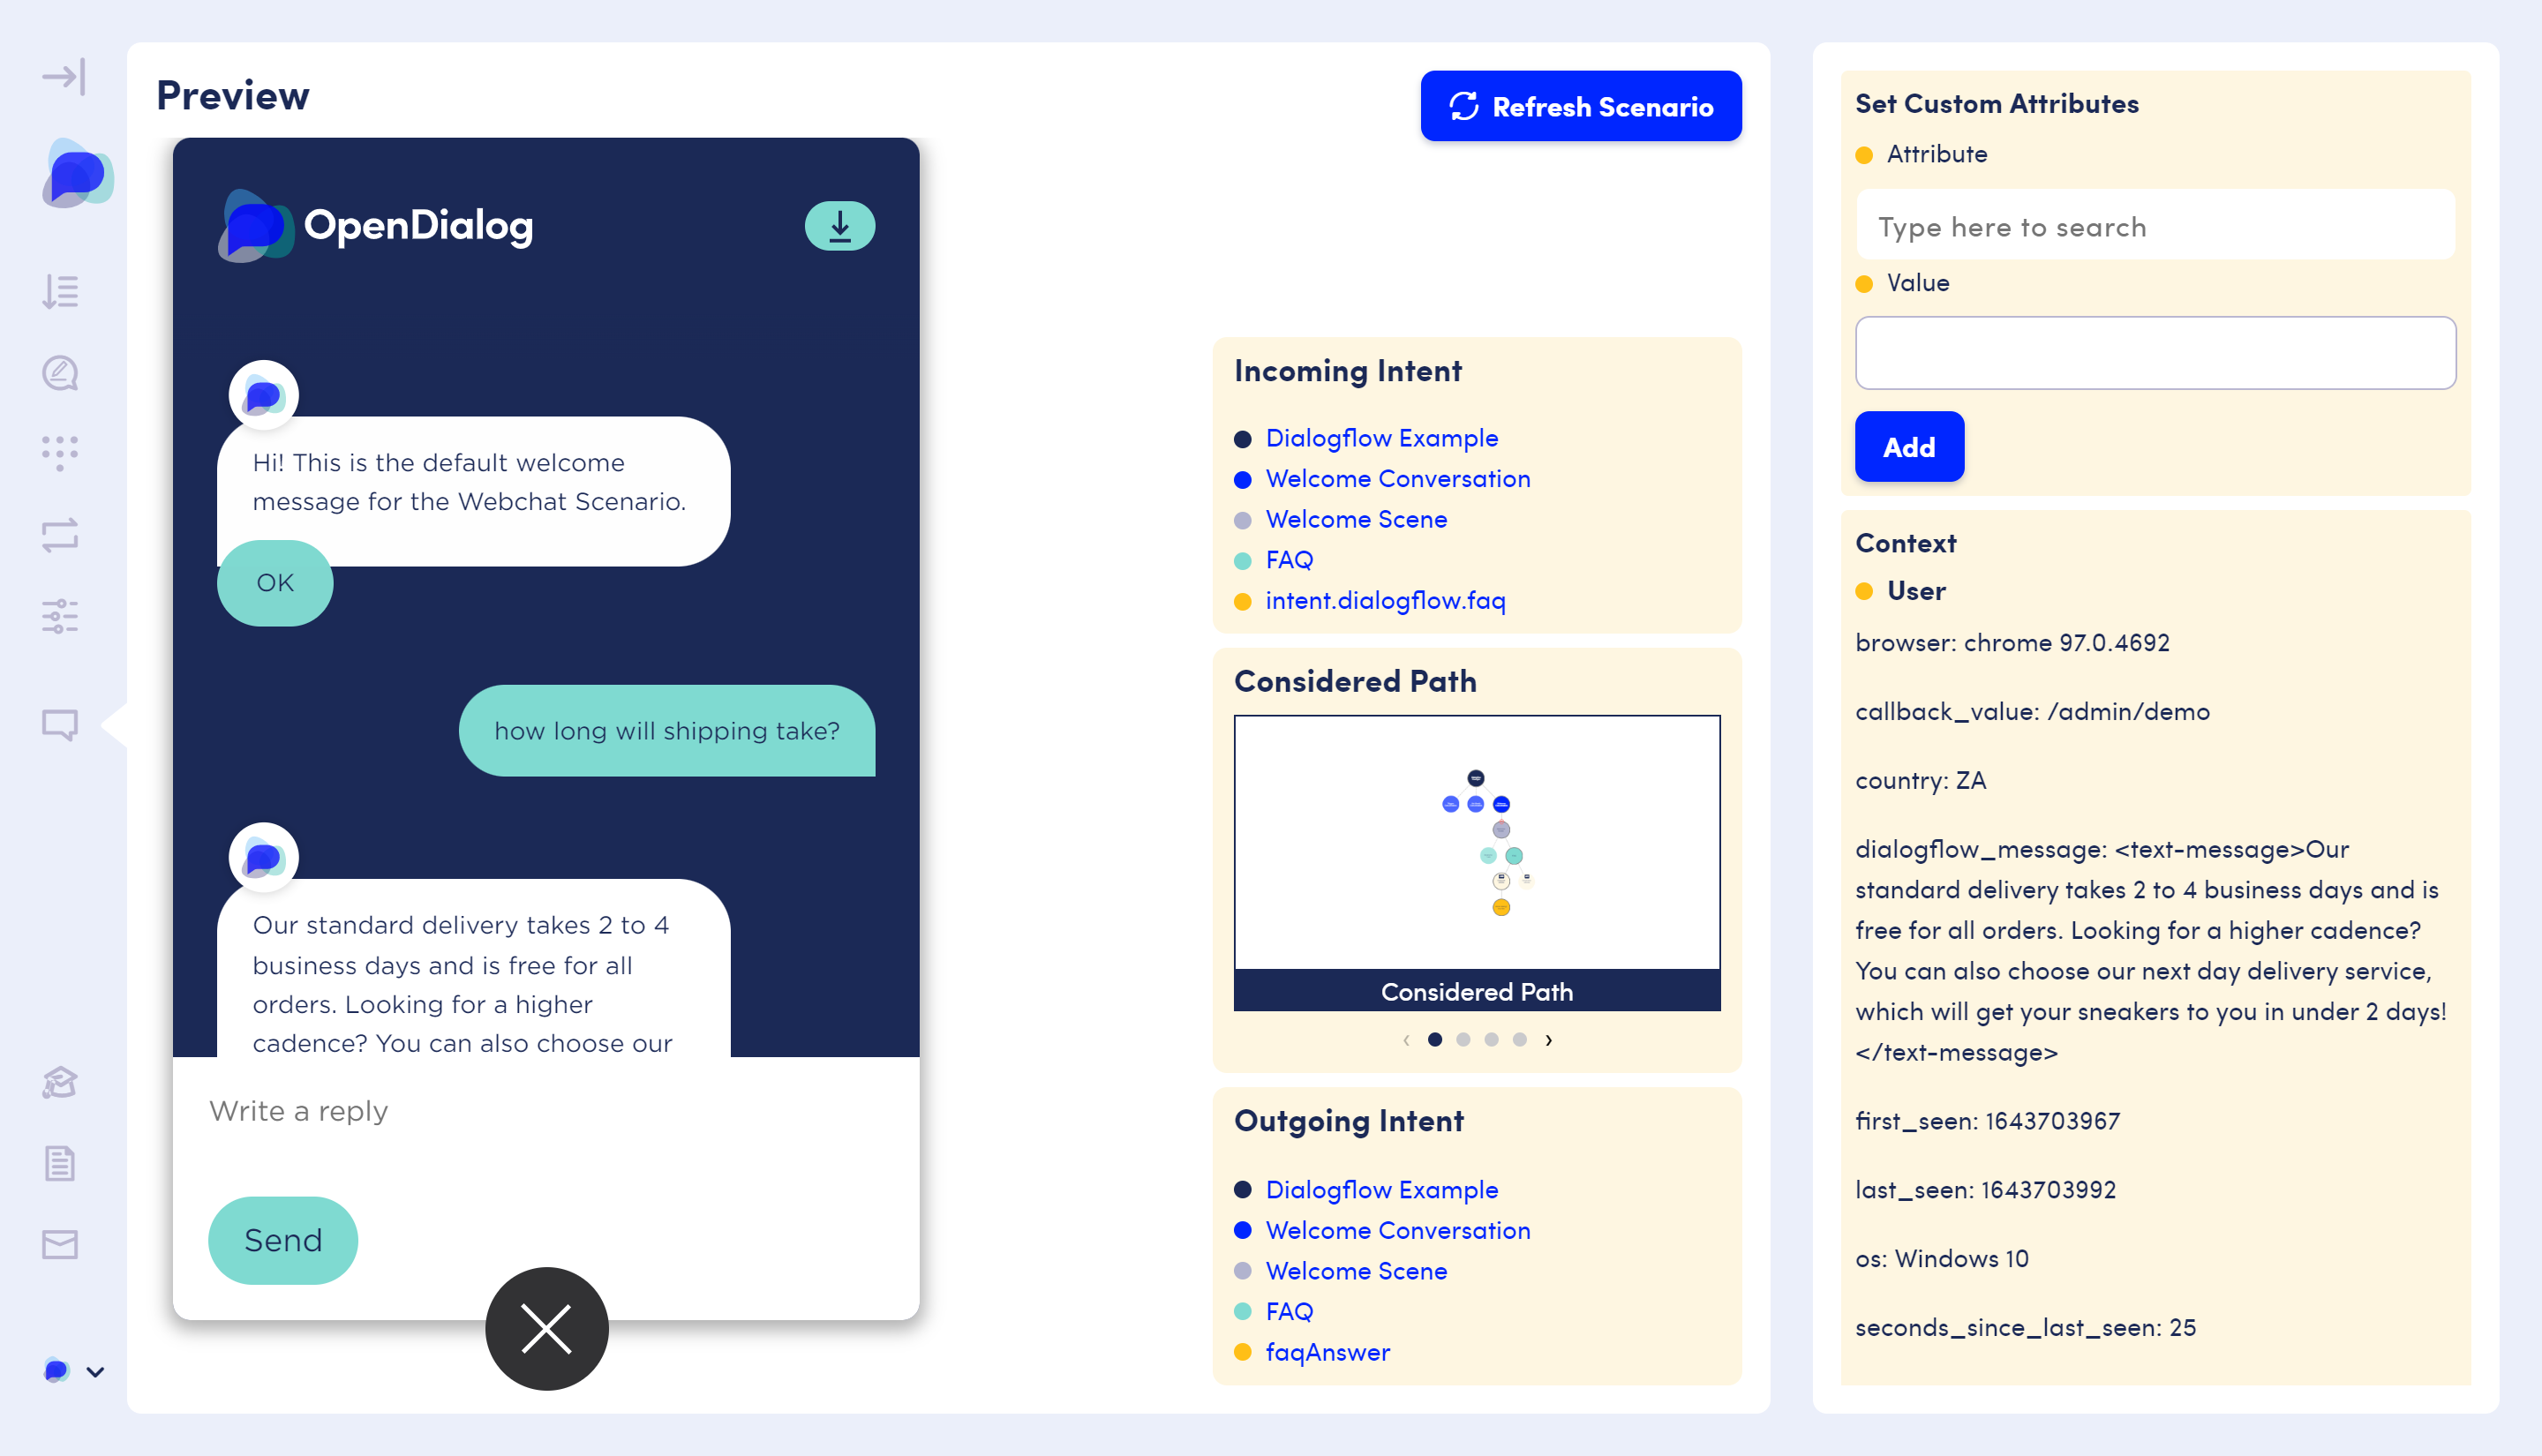 Preview
Refresh Scenario
OpenDialog
Hi! This is the default welcome
message for the Webchat Scenario.
OK
how long will shipping take?
Our standard delivery takes 2 to 4
business days and is free for all
orders. Looking for a higher
cadence? You can also choose our
Write a reply
Send
Incoming Intent
Dialogflow Example
Welcome Conversation
Welcome Scene
FAQ
intent.dialogflow.faq
Considered Path
Considered Path
Outgoing Intent
Dialogflow Example
Welcome Conversation
Welcome Scene
FAQ
faqAnswer
Set Custom Attributes
Attribute
Type here to search
Value
Add
Context
User
browser: chrome 97.0.4692
callback_value: /admin/demo
country: ZA
dialogflow_message: <text-message>Our
standard delivery takes 2 to 4 business days and is
free for all orders. Looking for a higher cadence?
You can also choose our next day delivery service,
which will get your sneakers to you in under 2 days!
</text-message>
first_seen: 1643703967
last_seen: 1643703992
os: Windows 10
seconds_since_last_seen: 25